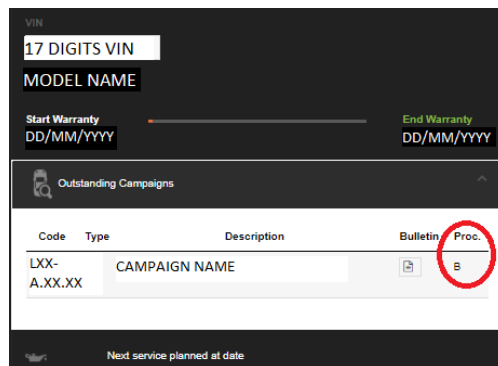 VIN
17 DIGITS VIN
MODEL NAME
Start Warranty End Warranty
DD/MM/YYYY DD/MM/YYYY
Outstanding Campaigns
Code Type Description Bulletin Proc.
LXX- CAMPAIGN NAME B
A.XX.XX
Next service planned at date